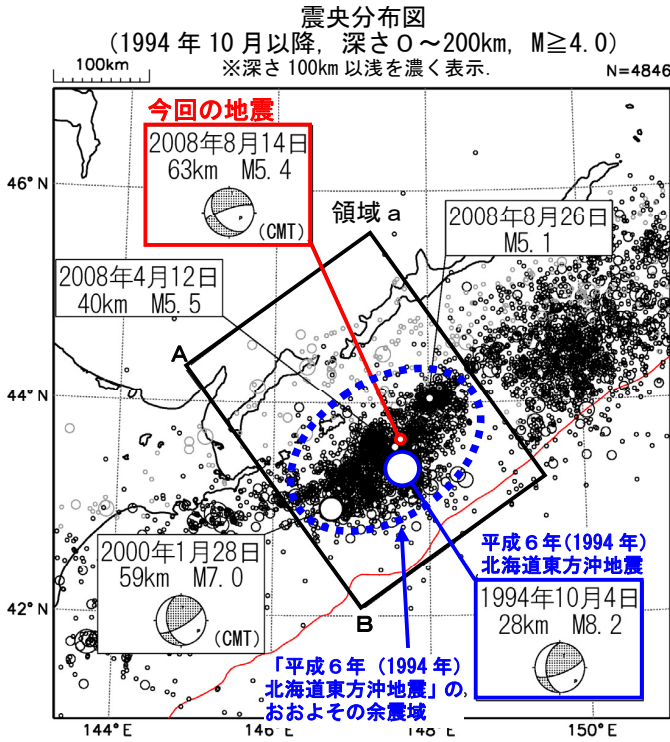 震央分布図
(1994年10月以降, 深さ0～200km, M≧4.0)
※深さ100km以浅を濃く表示.
100km
N=4846
今回の地震
2008年8月14日
63km M5.4
(CMT)
46°N
領域a
2008年8月26日
M5.1
2008年4月12日
40km M5.5
A
44°N
2000年1月28日
59km M7.0
(CMT)
平成6年(1994年)
北海道東方沖地震
1994年10月4日
28km M8.2
42°N
B
「平成6年(1994年)
北海道東方沖地震」の
おおよその余震域
144°E
146°E
148°E
150°E